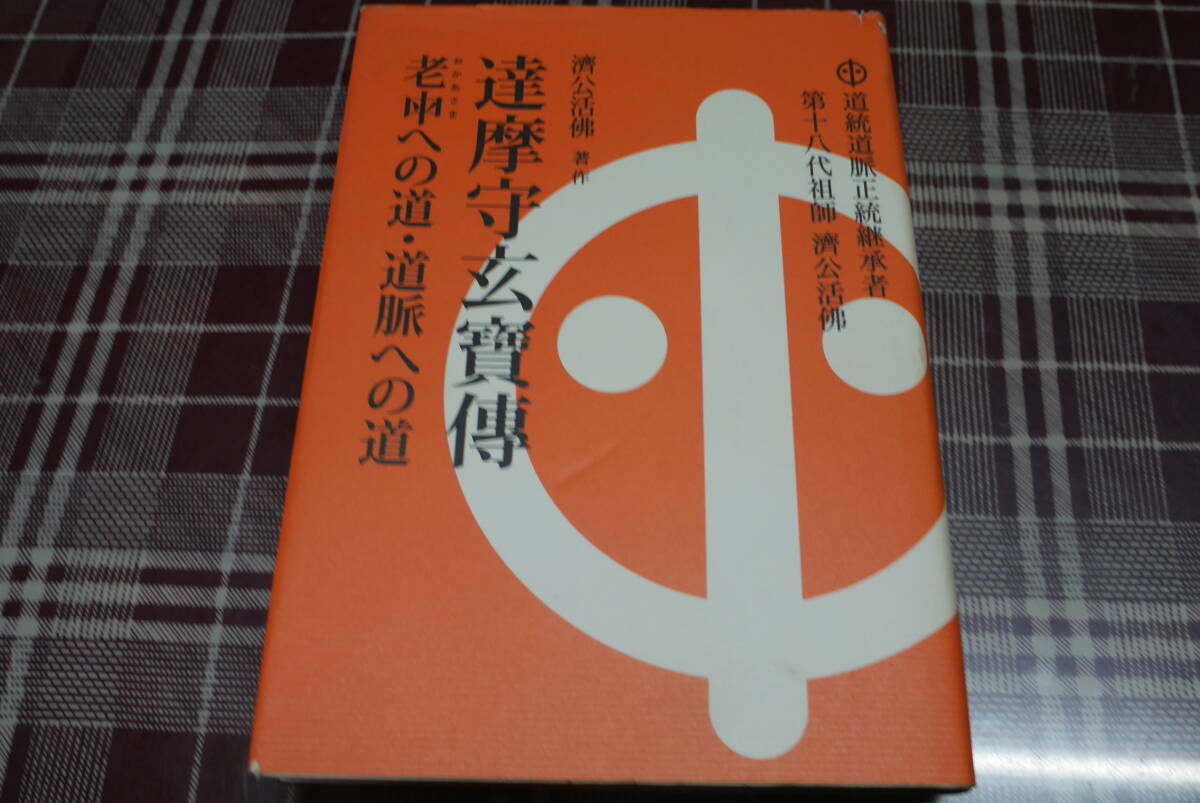 道統道脈正統継承者
第十八代祖師 濟公活佛
濟公活佛 著作
達摩守玄寶傳
おかあさま
老𠁩への道・道脈への道